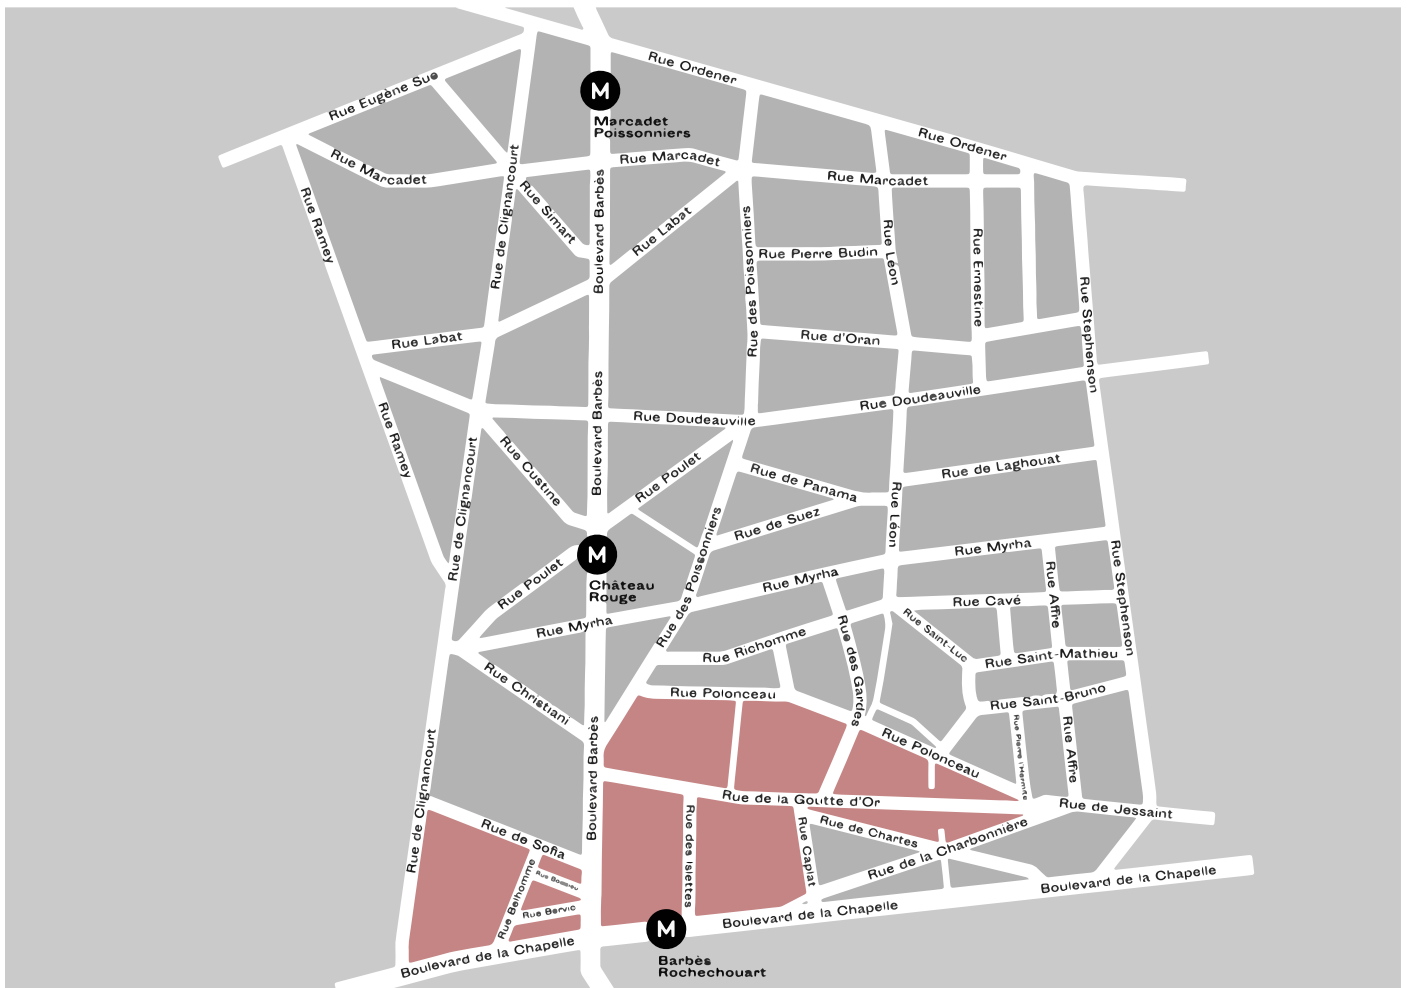 Rue Ordener
Rue Eugène Sue
M
Marcadet
Poissonniers
Rue Ordener
Rue Marcadet
Rue Marcadet
Rue Marcadet
Rue Ramey
Rue de Clignancourt
Rue Simart
Boulevard Barbès
Rue Labat
Rue des Poissonniers
Rue Pierre Budin
Rue Léon
Rue Ernestine
Rue Stephenson
Rue Labat
Rue d'Oran
Rue Ramey
Boulevard Barbès
Rue Doudeauville
Rue Doudeauville
Rue de Clignancourt
Rue Custine
Rue Poulet
Rue de Panama
Rue de Laghouat
Rue de Suez
Rue Léon
Rue des Poissonniers
M
Château
Rouge
Rue Poulet
Rue Myrha
Rue Myrha
Rue Myrha
Rue Stephenson
Rue Affre
Rue Cavé
Rue Richomme
Rue des Gardes
Rue Saint-Luc
Rue Saint-Mathieu
Rue Christiani
Rue Polonceau
Rue Saint-Bruno
Rue de Clignancourt
Boulevard Barbès
Rue Polonceau
Rue Pierre l'Hermite
Rue Affre
Rue de la Goutte d'Or
Rue de Jessaint
Rue de Sofia
Rue des Islettes
Rue Caplat
Rue de Chartes
Rue de la Charbonnière
Rue Belhomme
Rue Boissieu
Rue Bervic
Boulevard de la Chapelle
Boulevard de la Chapelle
Boulevard de la Chapelle
M
Barbès
Rochechouart